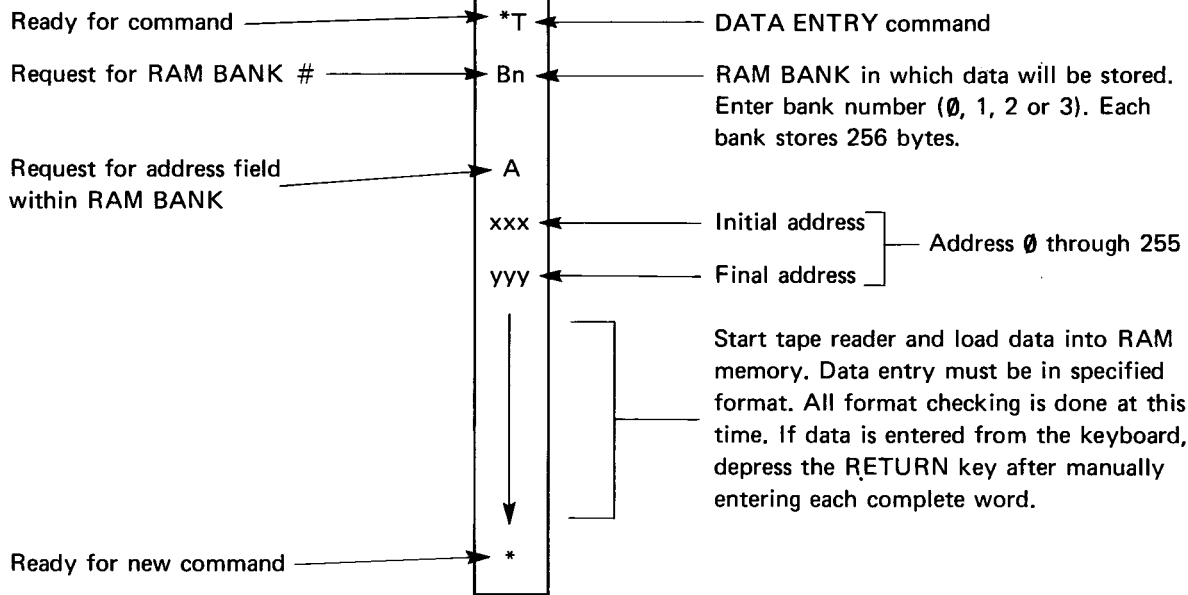 Ready for command *T DATA ENTRY command
Request for RAM BANK # Bn RAM BANK in which data will be stored.
Enter bank number (Ø, 1, 2 or 3). Each
bank stores 256 bytes.
Request for address field
within RAM BANK
A
xxx Initial address
Address Ø through 255
yyy Final address
Start tape reader and load data into RAM
memory. Data entry must be in specified
format. All format checking is done at this
time. If data is entered from the keyboard,
depress the RETURN key after manually
entering each complete word.
Ready for new command *